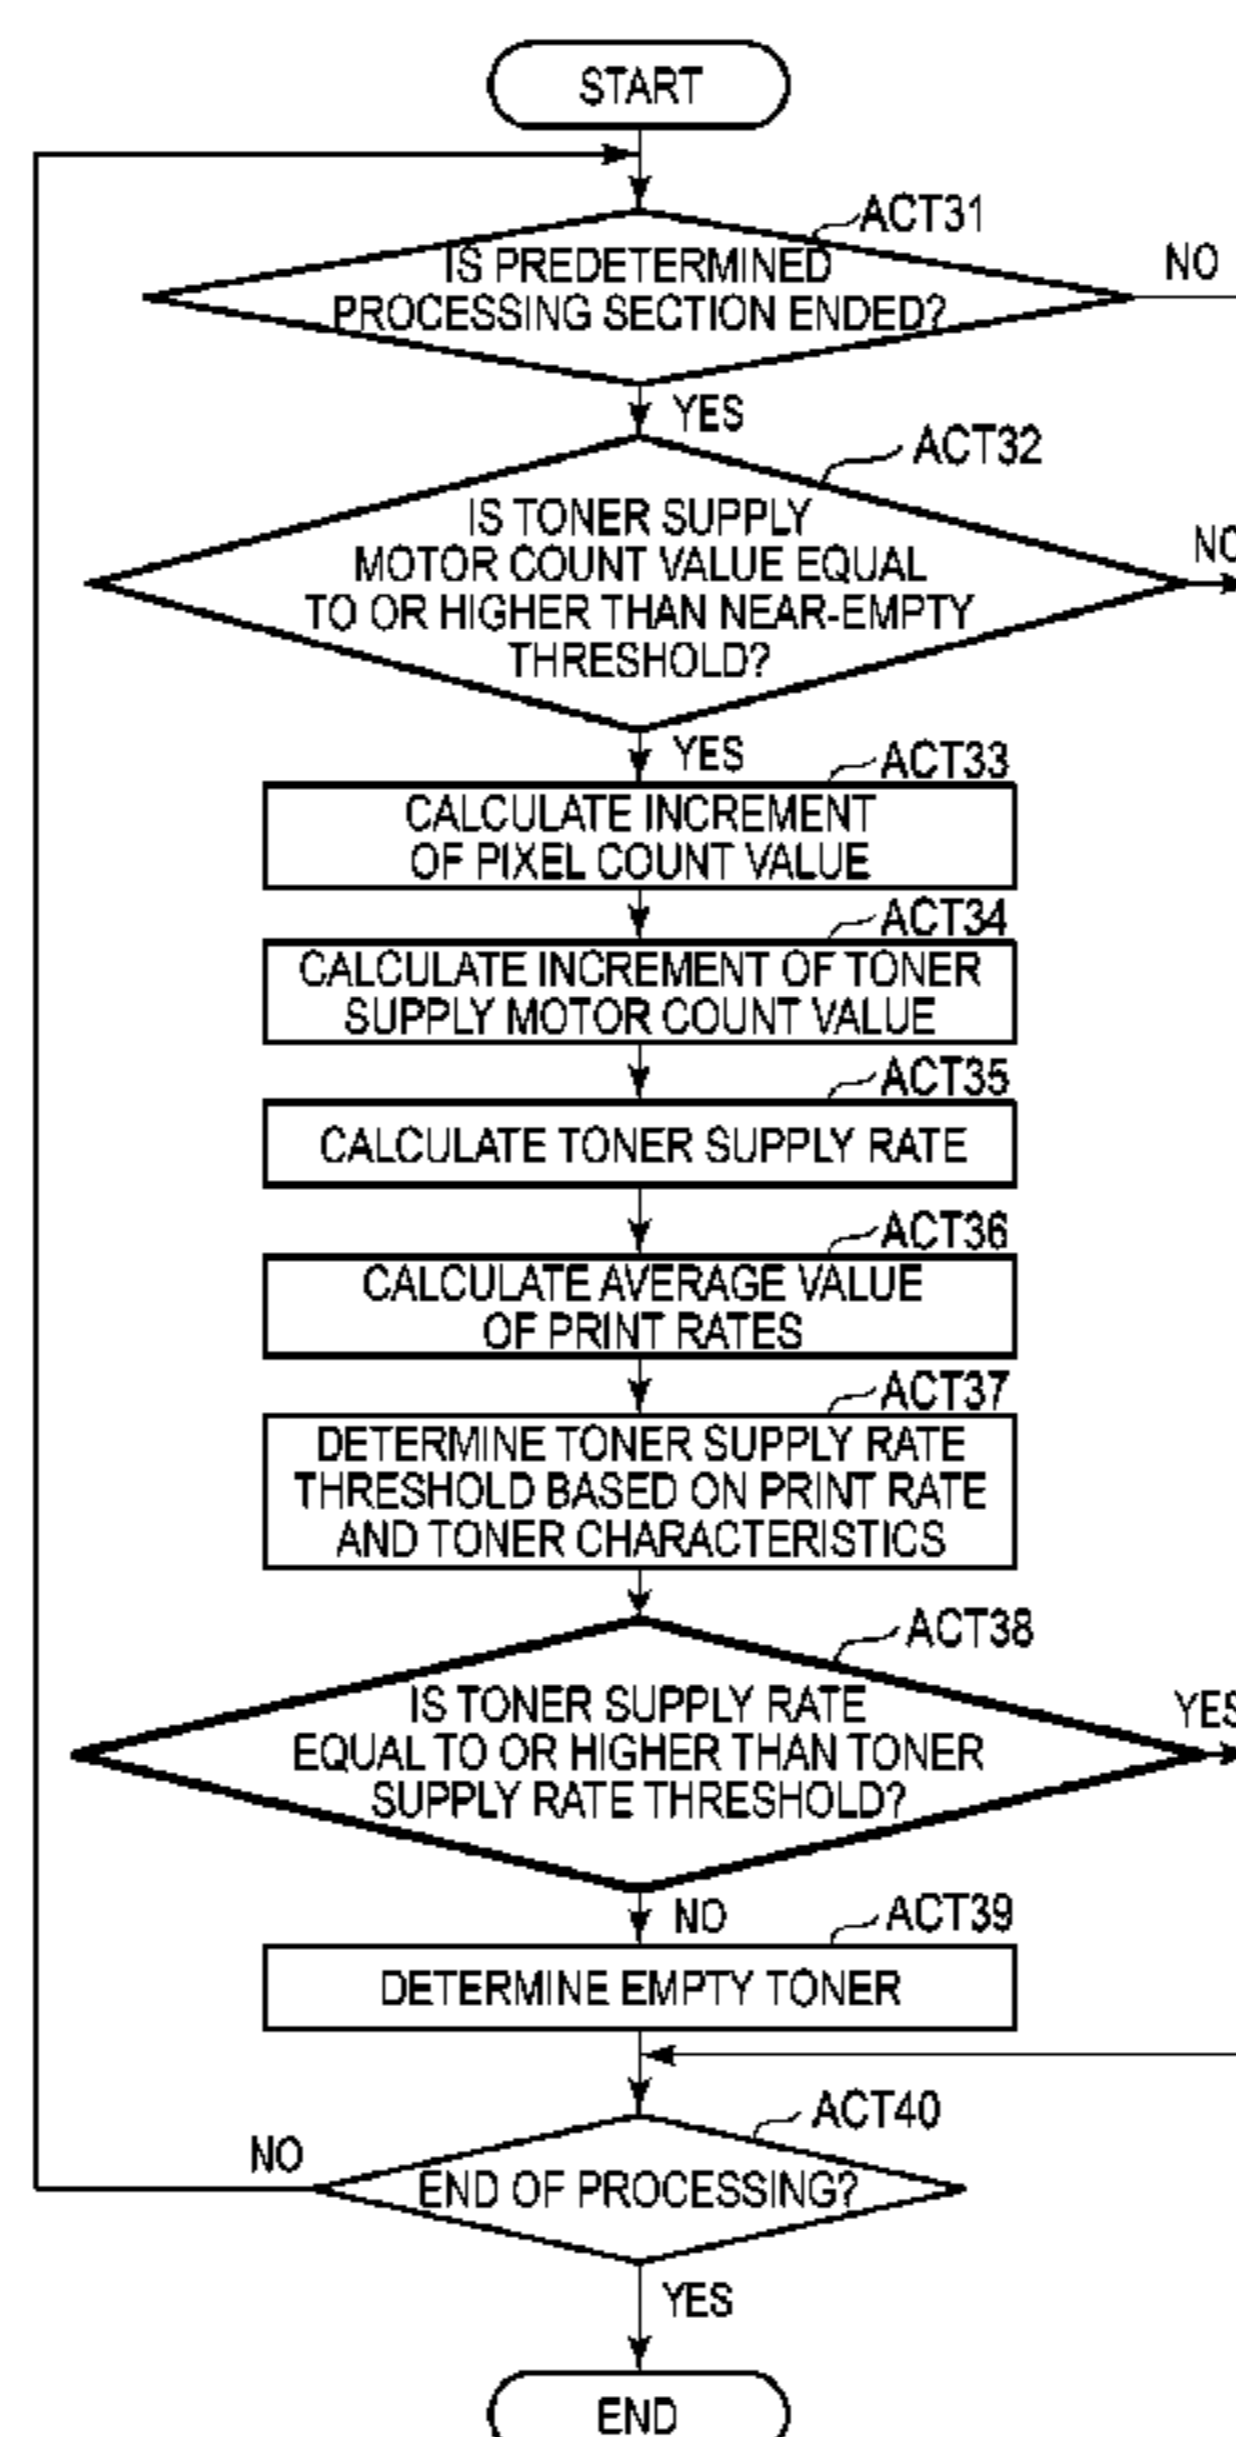 START
ACT31
IS PREDETERMINED
PROCESSING SECTION ENDED?
NO
YES
ACT32
IS TONER SUPPLY
MOTOR COUNT VALUE EQUAL
TO OR HIGHER THAN NEAR-EMPTY
THRESHOLD?
NO
YES
ACT33
CALCULATE INCREMENT
OF PIXEL COUNT VALUE
ACT34
CALCULATE INCREMENT OF TONER
SUPPLY MOTOR COUNT VALUE
ACT35
CALCULATE TONER SUPPLY RATE
ACT36
CALCULATE AVERAGE VALUE
OF PRINT RATES
ACT37
DETERMINE TONER SUPPLY RATE
THRESHOLD BASED ON PRINT RATE
AND TONER CHARACTERISTICS
ACT38
IS TONER SUPPLY RATE
EQUAL TO OR HIGHER THAN TONER
SUPPLY RATE THRESHOLD?
YES
NO
ACT39
DETERMINE EMPTY TONER
ACT40
NO
END OF PROCESSING?
YES
END